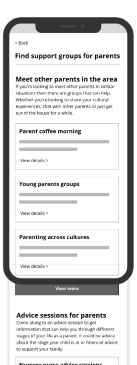 < Back
Find support groups for parents
Meet other parents in the area
If you're looking to meet other parents in similar
situations then there are groups that can help.
Whether you're looking to share your cultural
experiences, chat with other parents or just get
out of the house for a while.
Parent coffee morning
View details >
Young parents groups
View details >
Parenting across cultures
View details >
View more
Advice sessions for parents
Come along to an advice session to get
information that can help you through different
stages of your life as a parent. It could be advice
about the stage your child is at or financial advice
to support your family.